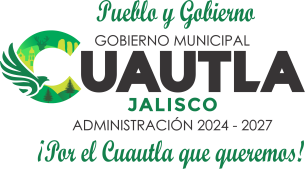 Pueblo y Gobierno
GOBIERNO MUNICIPAL
CUAUTLA
JALISCO
ADMINISTRACIÓN 2024 - 2027
¡Por el Cuautla que queremos!